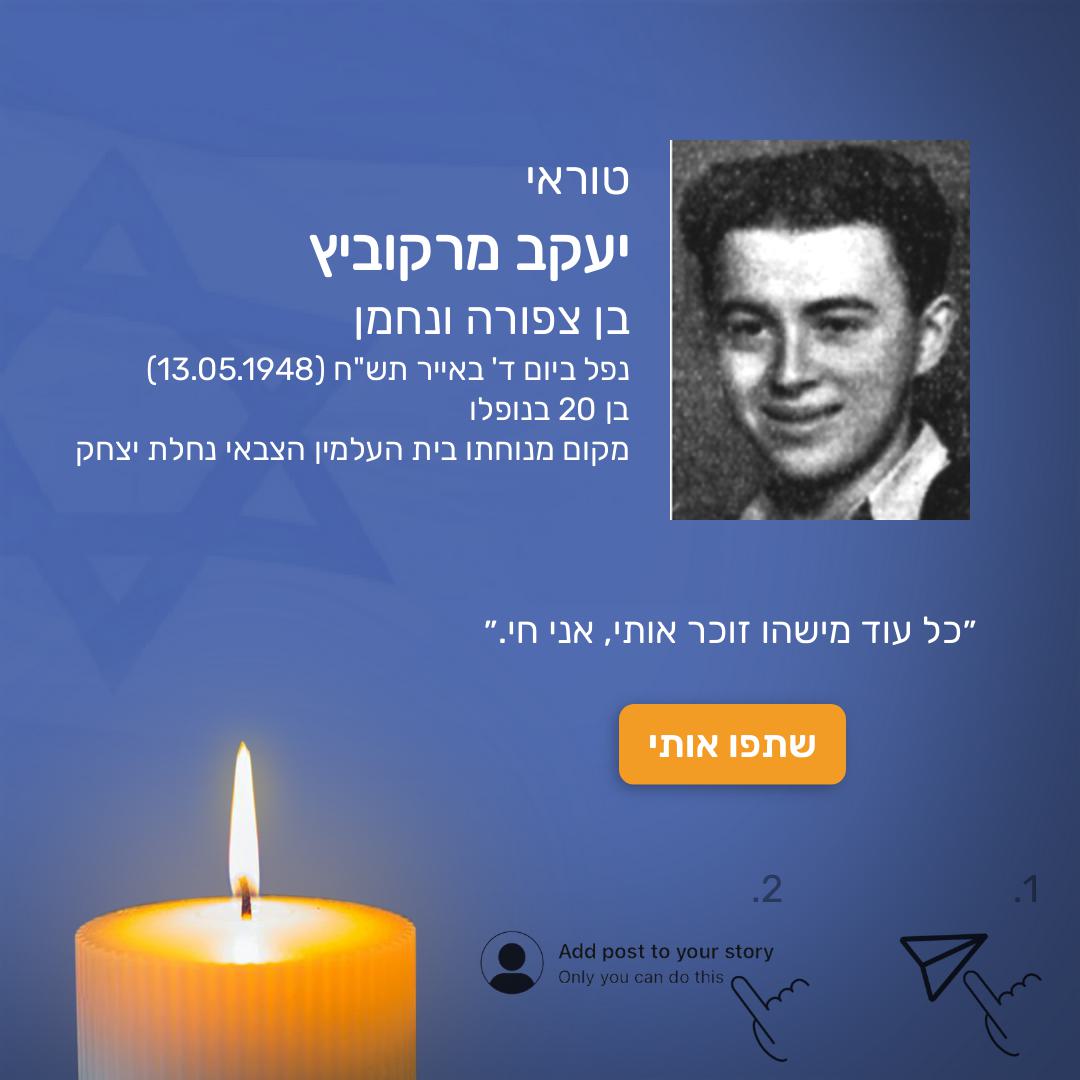 טוראי
יעקב מרקוביץ
בן צפורה ונחמן
נפל ביום ד' באייר תש"ח (13.05.1948)
בן 20 בנופלו
מקום מנוחתו בית העלמין הצבאי נחלת יצחק
״כל עוד מישהו זוכר אותי, אני חי.״
שתפו אותי
1.
2.
Add post to your story
Only you can do this